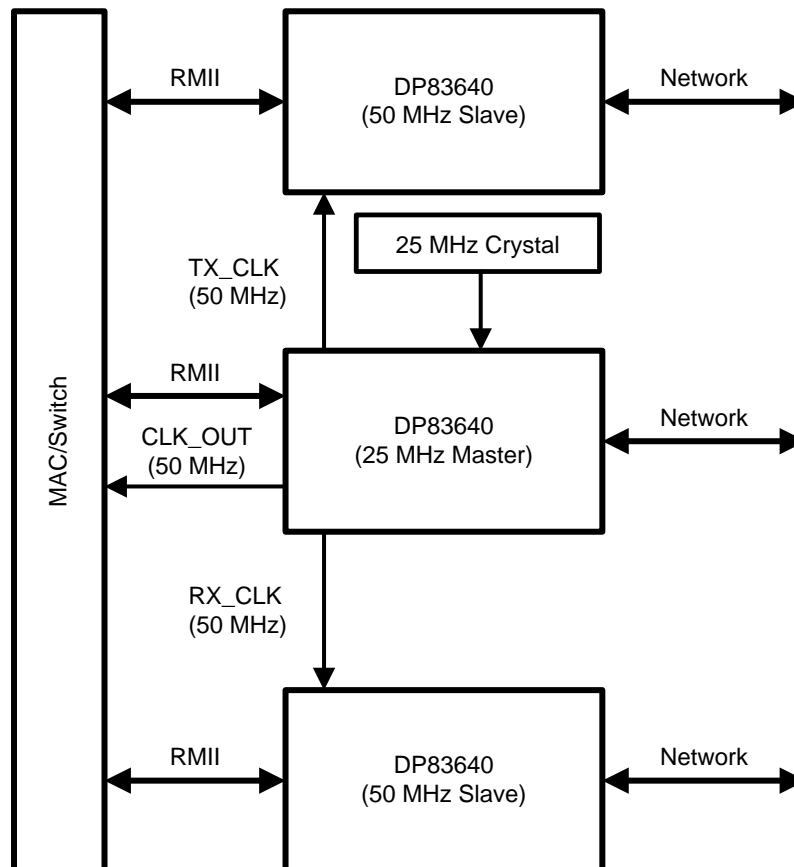 RMII
DP83640
(50 MHz Slave)
Network
25 MHz Crystal
TX_CLK
(50 MHz)
MAC/Switch
RMII
CLK_OUT
(50 MHz)
DP83640
(25 MHz Master)
Network
RX_CLK
(50 MHz)
RMII
DP83640
(50 MHz Slave)
Network